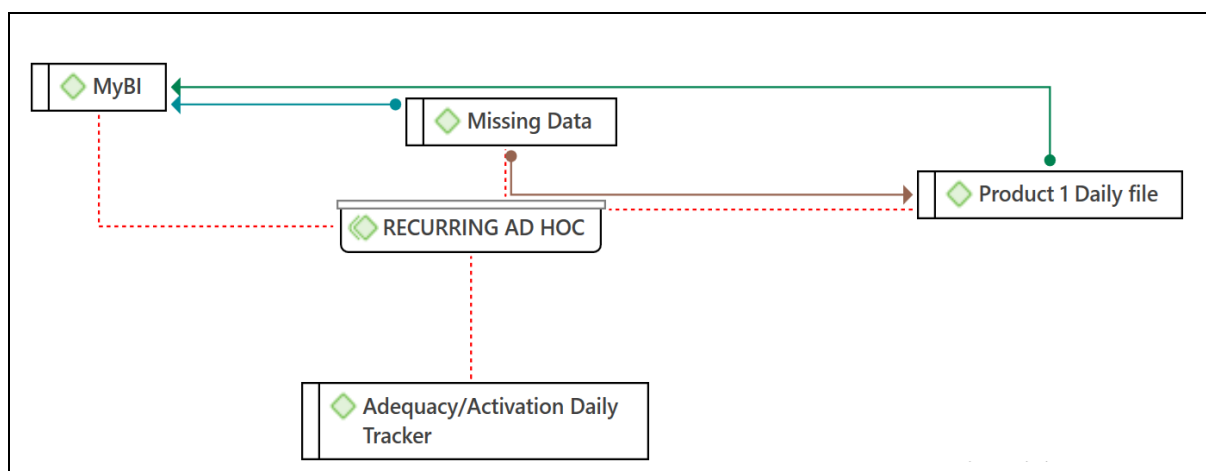 MyBI
Missing Data
Product 1 Daily file
RECURRING AD HOC
Adequacy/Activation Daily
Tracker